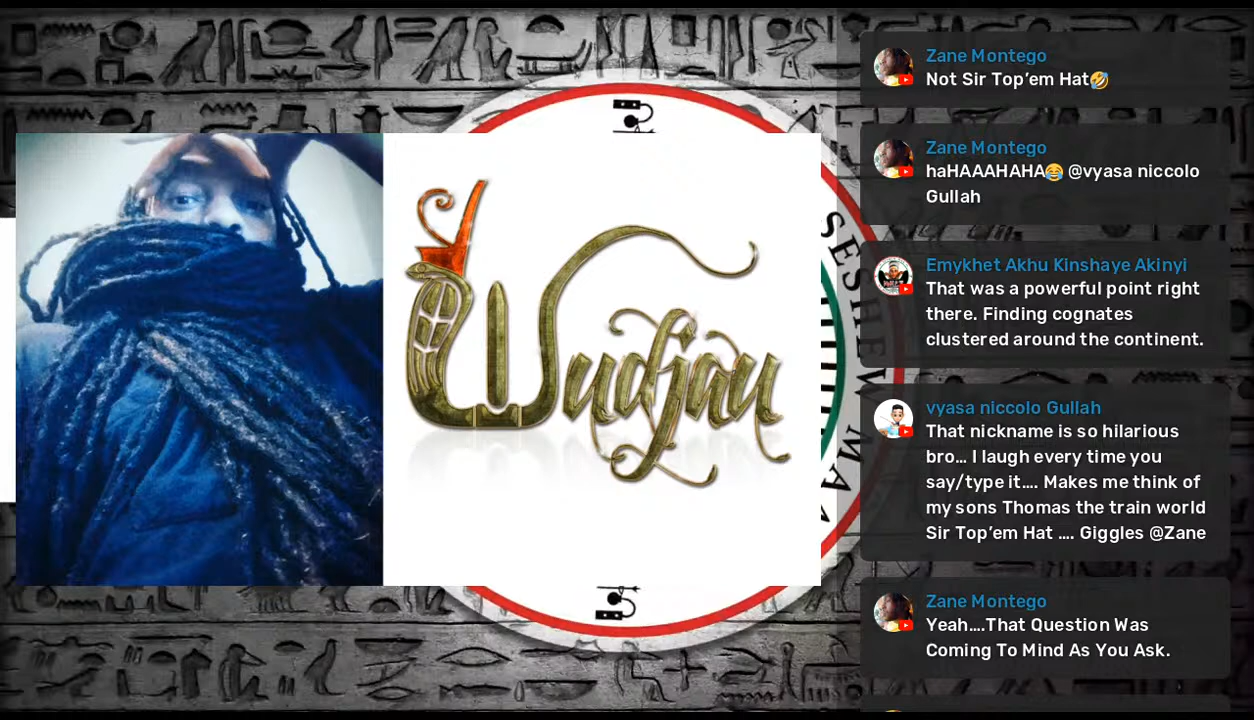 Wudjau
SESHEW MA
Zane Montego
Not Sir Top’em Hat🤣
Zane Montego
haHAAAHAHA😂 @vyasa niccolo
Gullah
Emykhet Akhu Kinshaye Akinyi
That was a powerful point right
there. Finding cognates
clustered around the continent.
vyasa niccolo Gullah
That nickname is so hilarious
bro… I laugh every time you
say/type it…. Makes me think of
my sons Thomas the train world
Sir Top’em Hat …. Giggles @Zane
Zane Montego
Yeah….That Question Was
Coming To Mind As You Ask.